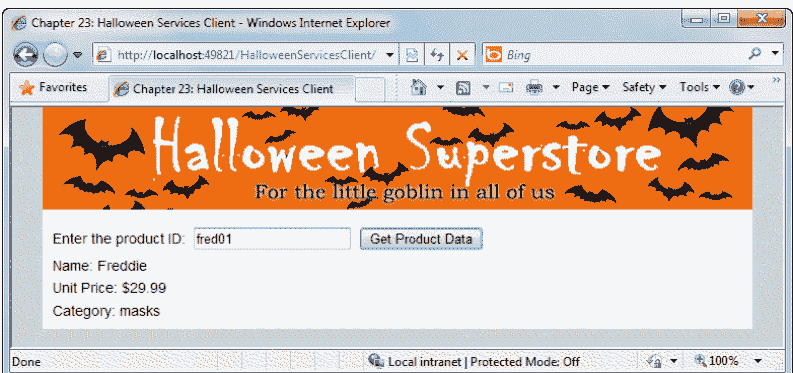 Chapter 23: Halloween Services Client - Windows Internet Explorer
http://localhost:49821/HalloweenServicesClient/ Bing
Favorites Chapter 23: Halloween Services Client Page Safety Tools
Halloween Superstore
For the little goblin in all of us
Enter the product ID: fred01 Get Product Data
Name: Freddie
Unit Price: $29.99
Category: masks
Done Local intranet | Protected Mode: Off 100%